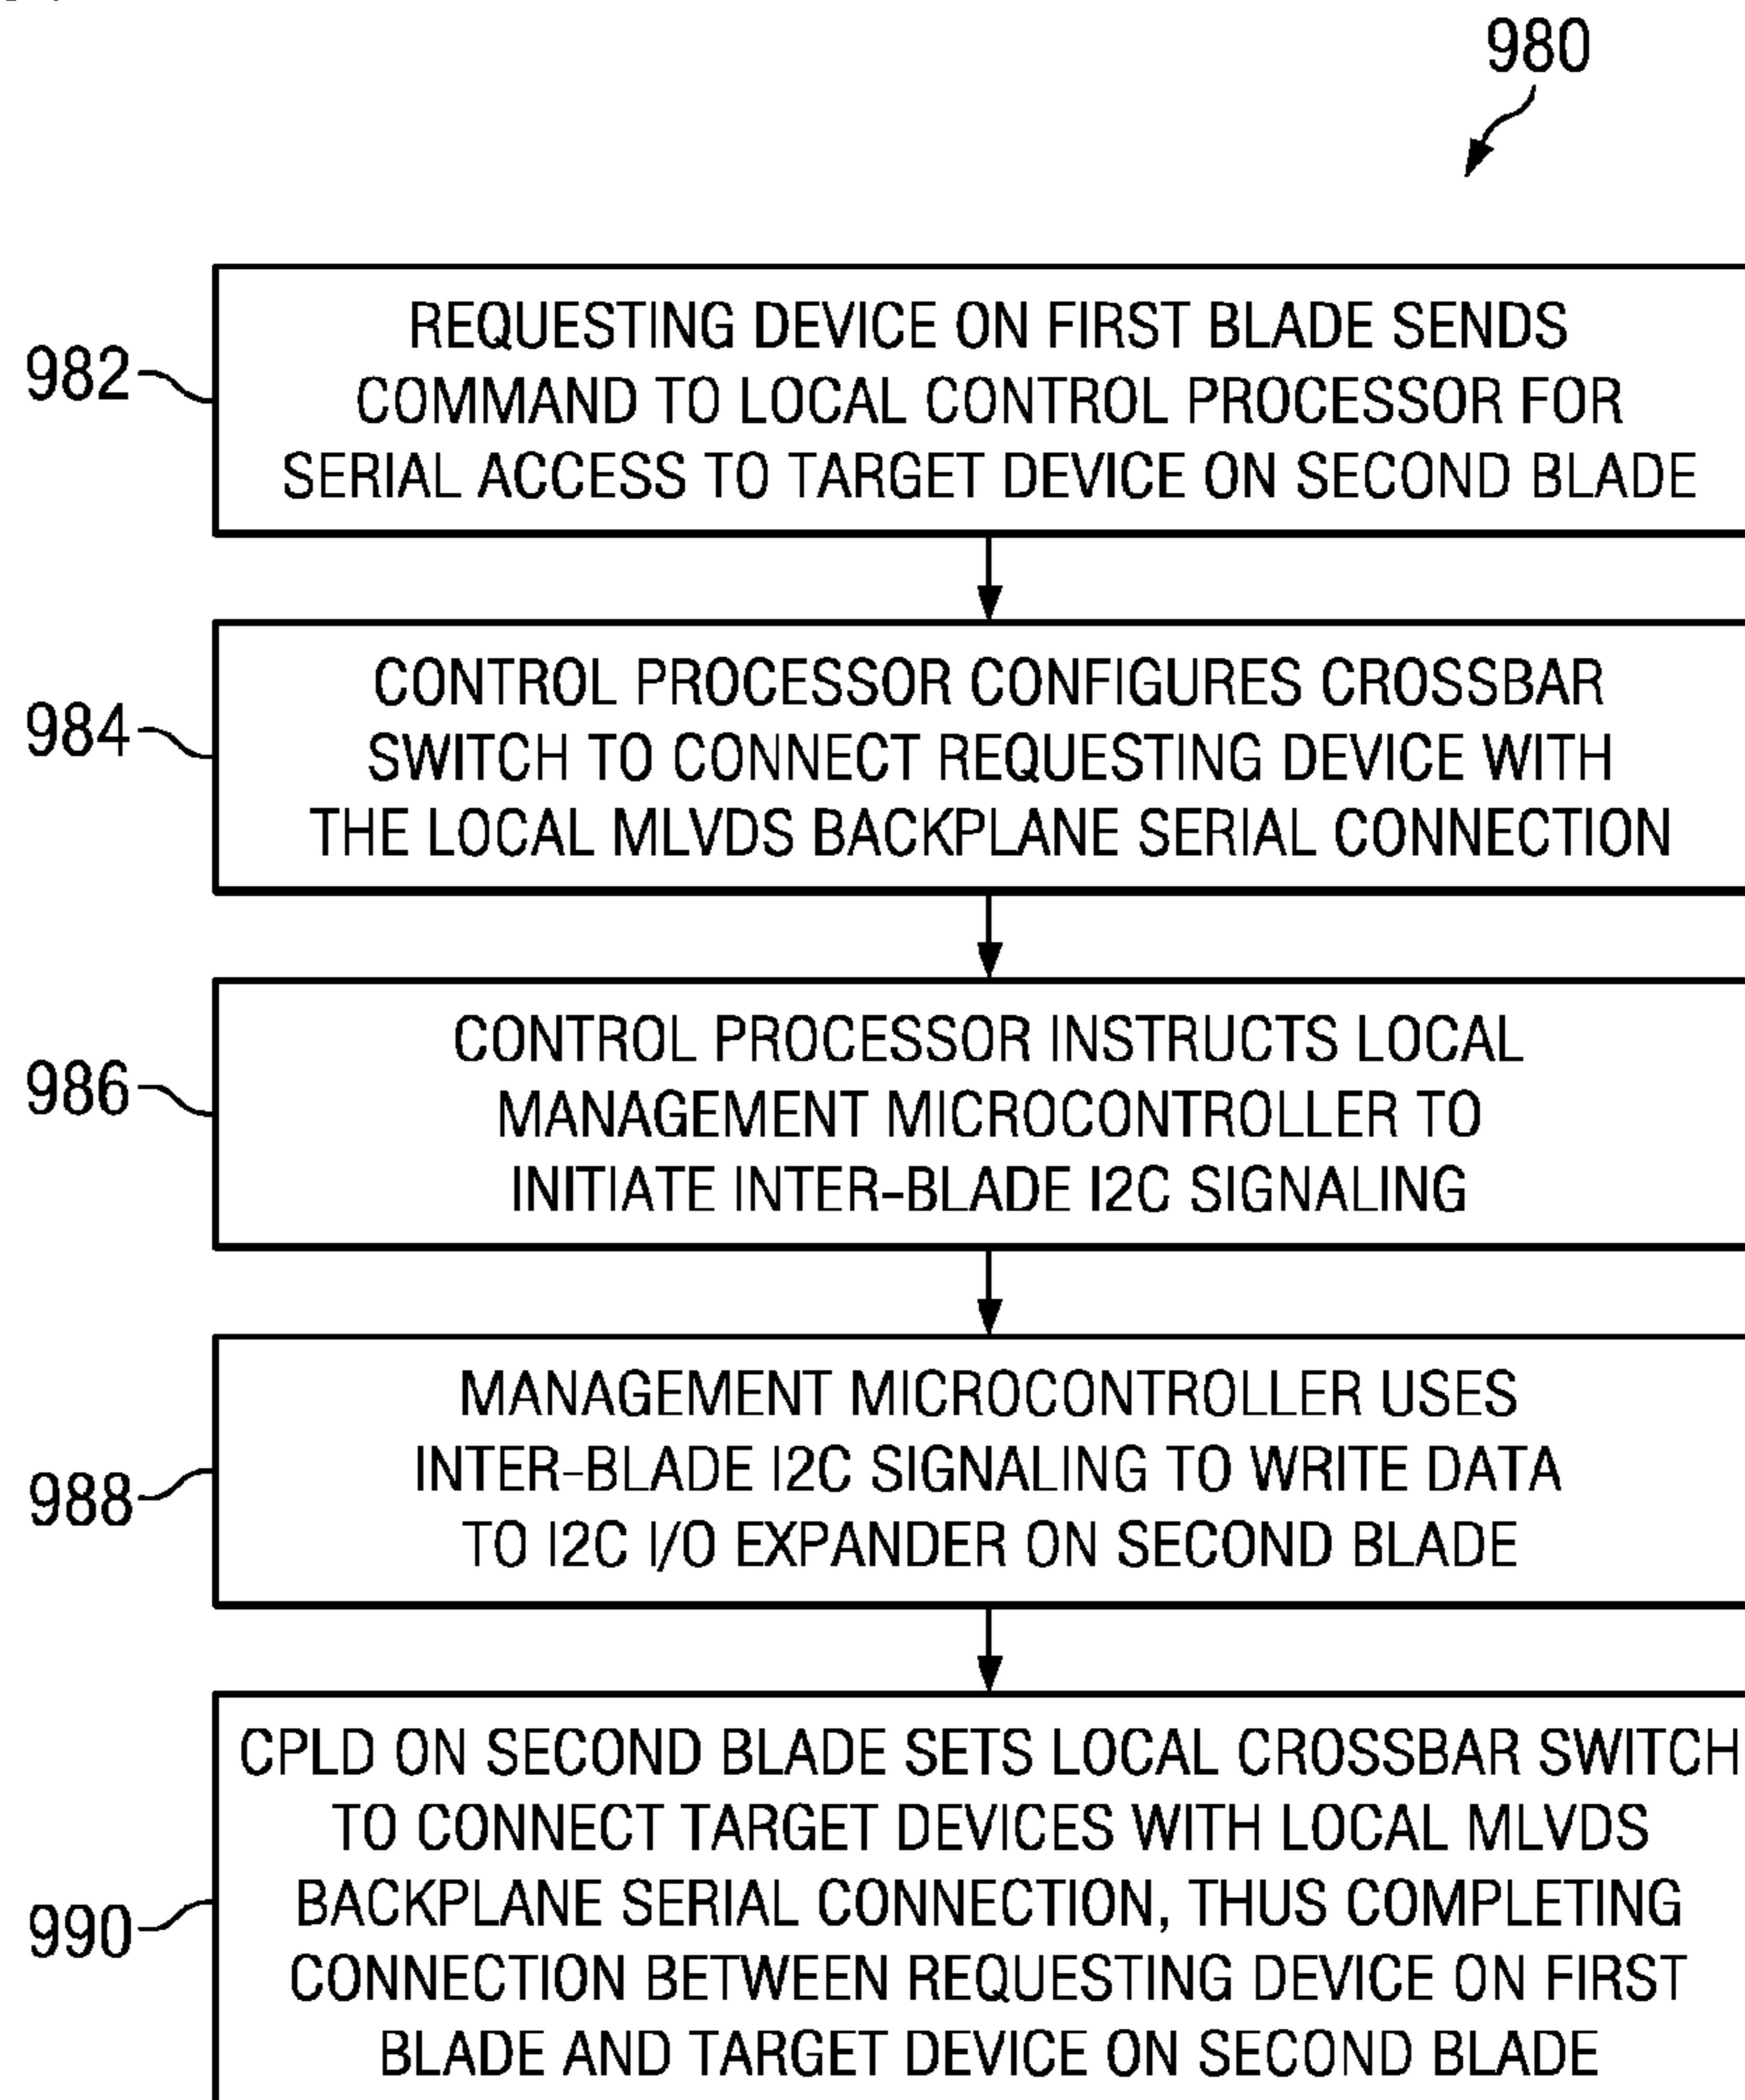 980
982
REQUESTING DEVICE ON FIRST BLADE SENDS
COMMAND TO LOCAL CONTROL PROCESSOR FOR
SERIAL ACCESS TO TARGET DEVICE ON SECOND BLADE
984
CONTROL PROCESSOR CONFIGURES CROSSBAR
SWITCH TO CONNECT REQUESTING DEVICE WITH
THE LOCAL MLVDS BACKPLANE SERIAL CONNECTION
986
CONTROL PROCESSOR INSTRUCTS LOCAL
MANAGEMENT MICROCONTROLLER TO
INITIATE INTER-BLADE I2C SIGNALING
988
MANAGEMENT MICROCONTROLLER USES
INTER-BLADE I2C SIGNALING TO WRITE DATA
TO I2C I/O EXPANDER ON SECOND BLADE
990
CPLD ON SECOND BLADE SETS LOCAL CROSSBAR SWITCH
TO CONNECT TARGET DEVICES WITH LOCAL MLVDS
BACKPLANE SERIAL CONNECTION, THUS COMPLETING
CONNECTION BETWEEN REQUESTING DEVICE ON FIRST
BLADE AND TARGET DEVICE ON SECOND BLADE